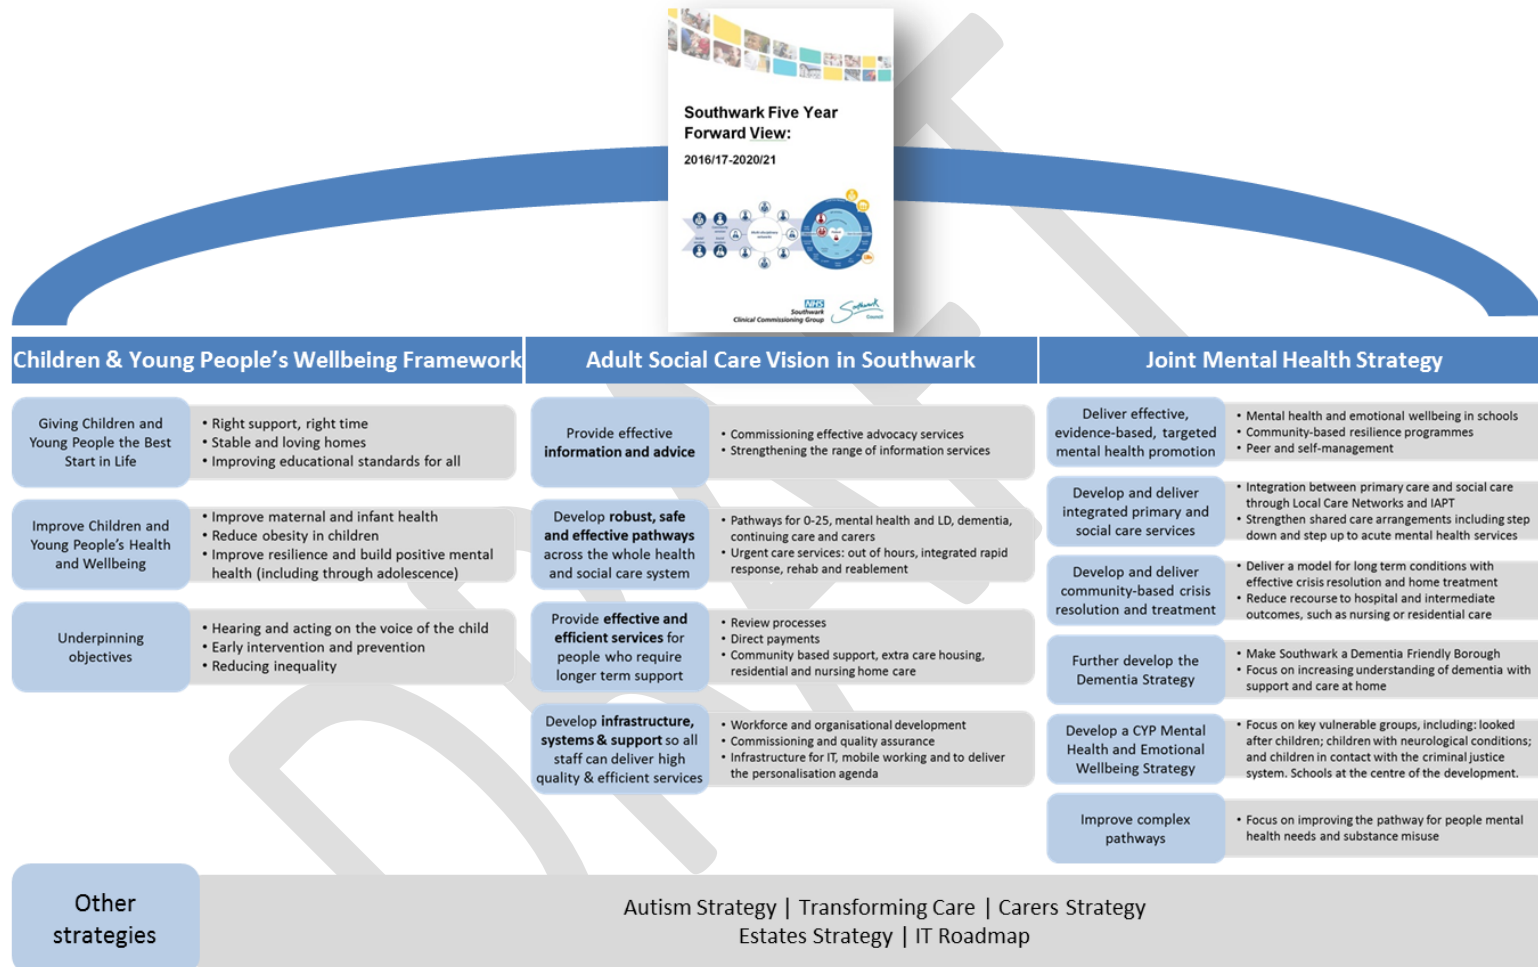 Southwark Five Year
Forward View:
2016/17-2020/21
NHS
Southwark
Clinical Commissioning Group
Southwark
Council
Children & Young People's Wellbeing Framework
Giving Children and
Young People the Best
Start in Life
• Right support, right time
• Stable and loving homes
• Improving educational standards for all
Improve Children and
Young People's Health
and Wellbeing
• Improve maternal and infant health
• Reduce obesity in children
• Improve resilience and build positive mental
health (including through adolescence)
Underpinning
objectives
• Hearing and acting on the voice of the child
• Early intervention and prevention
• Reducing inequality
Adult Social Care Vision in Southwark
Provide effective
information and advice
• Commissioning effective advocacy services
• Strengthening the range of information services
Develop robust, safe
and effective pathways
across the whole health
and social care system
• Pathways for 0-25, mental health and LD, dementia,
continuing care and carers
• Urgent care services: out of hours, integrated rapid
response, rehab and reablement
Provide effective and
efficient services for
people who require
longer term support
• Review processes
• Direct payments
• Community based support, extra care housing,
residential and nursing home care
Develop infrastructure,
systems & support so all
staff can deliver high
quality & efficient services
• Workforce and organisational development
• Commissioning and quality assurance
• Infrastructure for IT, mobile working and to deliver
the personalisation agenda
Joint Mental Health Strategy
Deliver effective,
evidence-based, targeted
mental health promotion
• Mental health and emotional wellbeing in schools
• Community-based resilience programmes
• Peer and self-management
Develop and deliver
integrated primary and
social care services
• Integration between primary care and social care
through Local Care Networks and IAPT
• Strengthen shared care arrangements including step
down and step up to acute mental health services
Develop and deliver
community-based crisis
resolution and treatment
• Deliver a model for long term conditions with
effective crisis resolution and home treatment
• Reduce recourse to hospital and intermediate
outcomes, such as nursing or residential care
Further develop the
Dementia Strategy
• Make Southwark a Dementia Friendly Borough
• Focus on increasing understanding of dementia with
support and care at home
Develop a CYP Mental
Health and Emotional
Wellbeing Strategy
• Focus on key vulnerable groups, including: looked
after children; children with neurological conditions;
and children in contact with the criminal justice
system. Schools at the centre of the development.
Improve complex
pathways
• Focus on improving the pathway for people mental
health needs and substance misuse
Other
strategies
Autism Strategy | Transforming Care | Carers Strategy
Estates Strategy | IT Roadmap
DRAFT